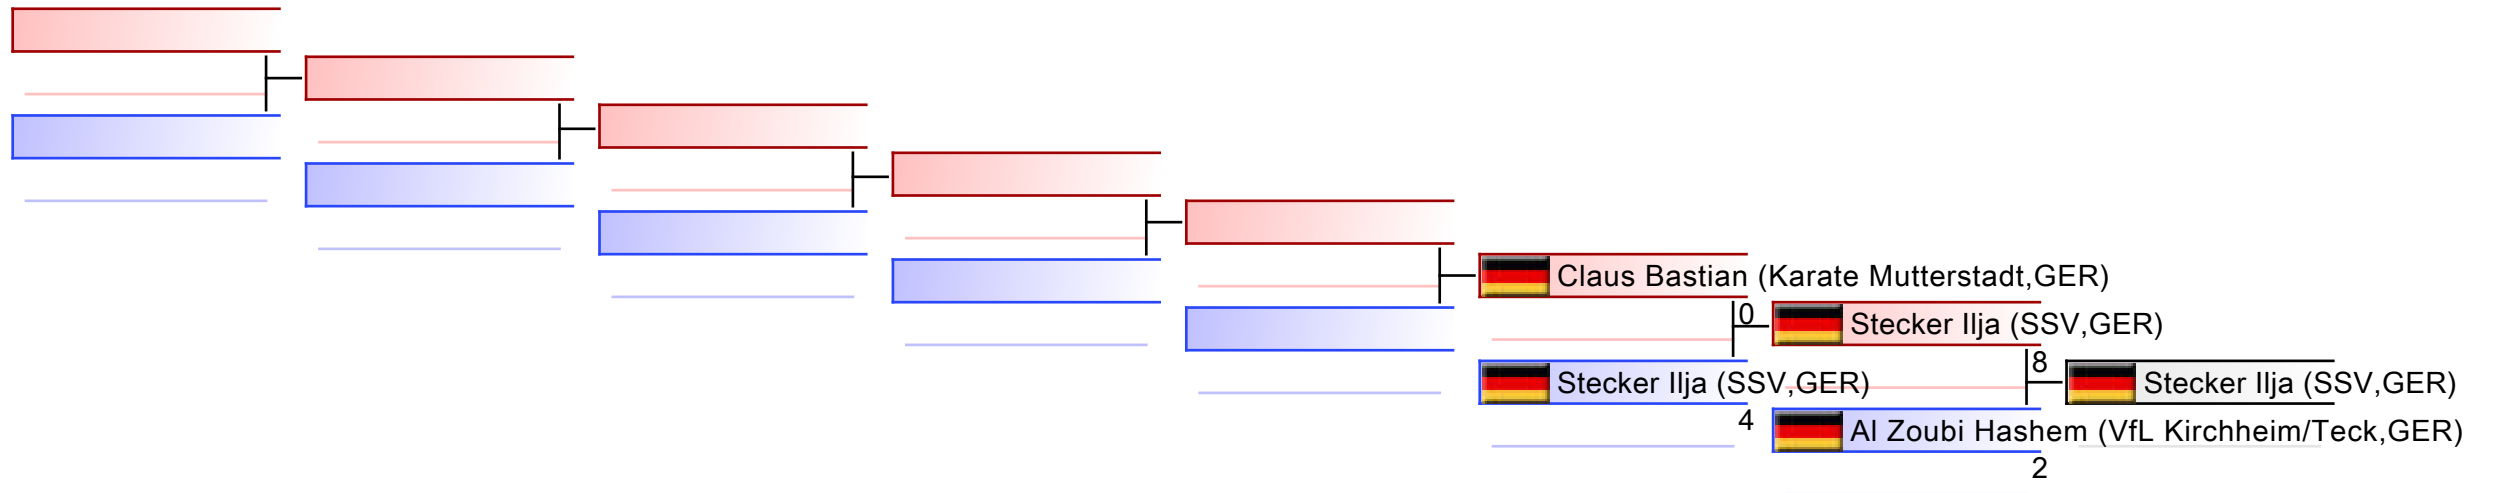 Claus Bastian (Karate Mutterstadt,GER)
0
Stecker Ilja (SSV,GER)
8
Stecker Ilja (SSV,GER)
Stecker Ilja (SSV,GER)
4
Al Zoubi Hashem (VfL Kirchheim/Teck,GER)
2